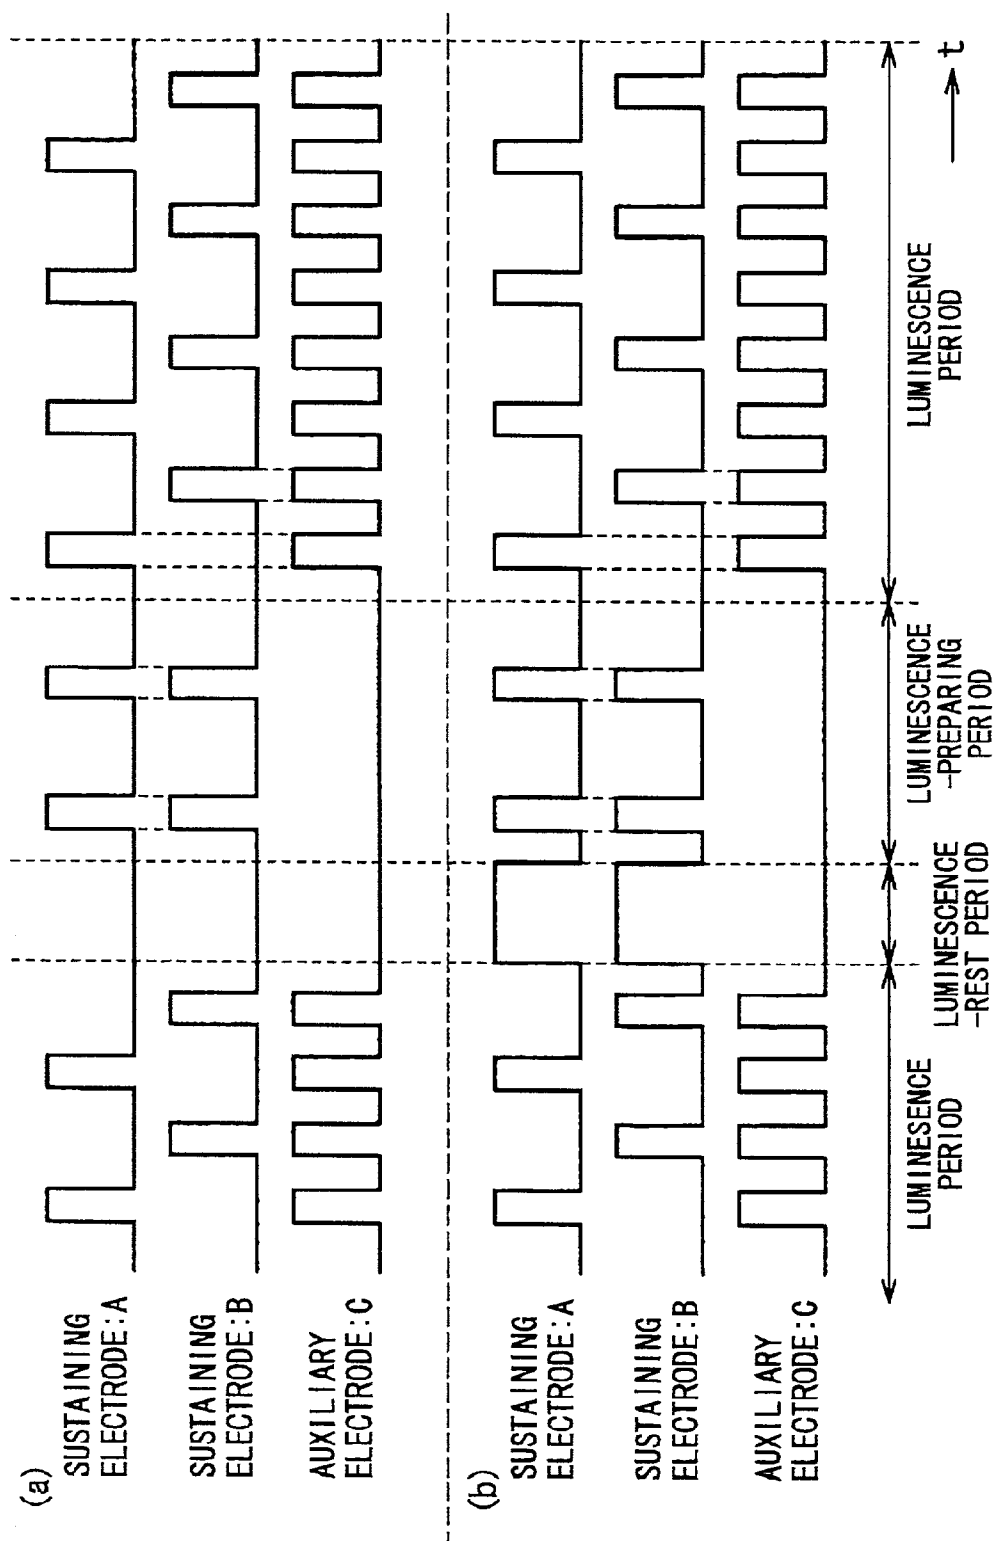 (a)
SUSTAINING
ELECTRODE:A
SUSTAINING
ELECTRODE:B
AUXILIARY
ELECTRODE:C
(b)
SUSTAINING
ELECTRODE:A
SUSTAINING
ELECTRODE:B
AUXILIARY
ELECTRODE:C
LUMINESENCE
PERIOD
LUMINESCENCE
-REST PERIOD
LUMINESCENCE
-PREPARING
PERIOD
LUMINESCENCE
PERIOD
t